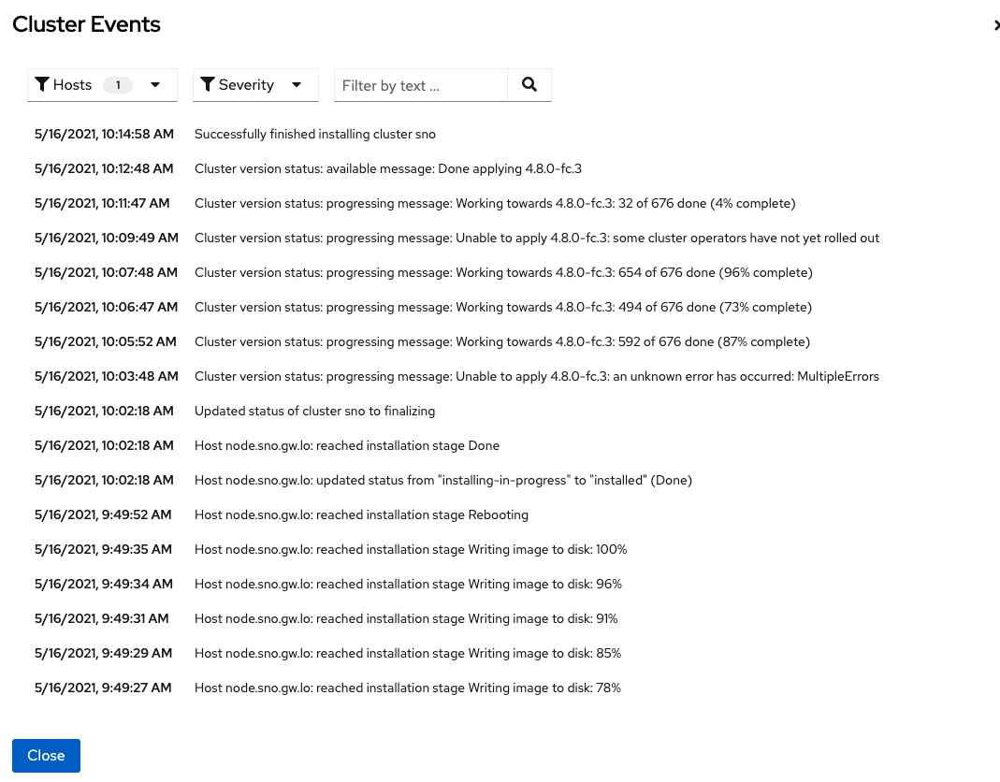 Cluster Events
Hosts 1 Severity Filter by text ...
5/16/2021, 10:14:58 AM Successfully finished installing cluster sno
5/16/2021, 10:12:48 AM Cluster version status: available message: Done applying 4.8.0-fc.3
5/16/2021, 10:11:47 AM Cluster version status: progressing message: Working towards 4.8.0-fc.3: 32 of 676 done (4% complete)
5/16/2021, 10:09:49 AM Cluster version status: progressing message: Unable to apply 4.8.0-fc.3: some cluster operators have not yet rolled out
5/16/2021, 10:07:48 AM Cluster version status: progressing message: Working towards 4.8.0-fc.3: 654 of 676 done (96% complete)
5/16/2021, 10:06:47 AM Cluster version status: progressing message: Working towards 4.8.0-fc.3: 494 of 676 done (73% complete)
5/16/2021, 10:05:52 AM Cluster version status: progressing message: Working towards 4.8.0-fc.3: 592 of 676 done (87% complete)
5/16/2021, 10:03:48 AM Cluster version status: progressing message: Unable to apply 4.8.0-fc.3: an unknown error has occurred: MultipleErrors
5/16/2021, 10:02:18 AM Updated status of cluster sno to finalizing
5/16/2021, 10:02:18 AM Host node.sno.gw.lo: reached installation stage Done
5/16/2021, 10:02:18 AM Host node.sno.gw.lo: updated status from "installing-in-progress" to "installed" (Done)
5/16/2021, 9:49:52 AM Host node.sno.gw.lo: reached installation stage Rebooting
5/16/2021, 9:49:35 AM Host node.sno.gw.lo: reached installation stage Writing image to disk: 100%
5/16/2021, 9:49:34 AM Host node.sno.gw.lo: reached installation stage Writing image to disk: 96%
5/16/2021, 9:49:31 AM Host node.sno.gw.lo: reached installation stage Writing image to disk: 91%
5/16/2021, 9:49:29 AM Host node.sno.gw.lo: reached installation stage Writing image to disk: 85%
5/16/2021, 9:49:27 AM Host node.sno.gw.lo: reached installation stage Writing image to disk: 78%
Close